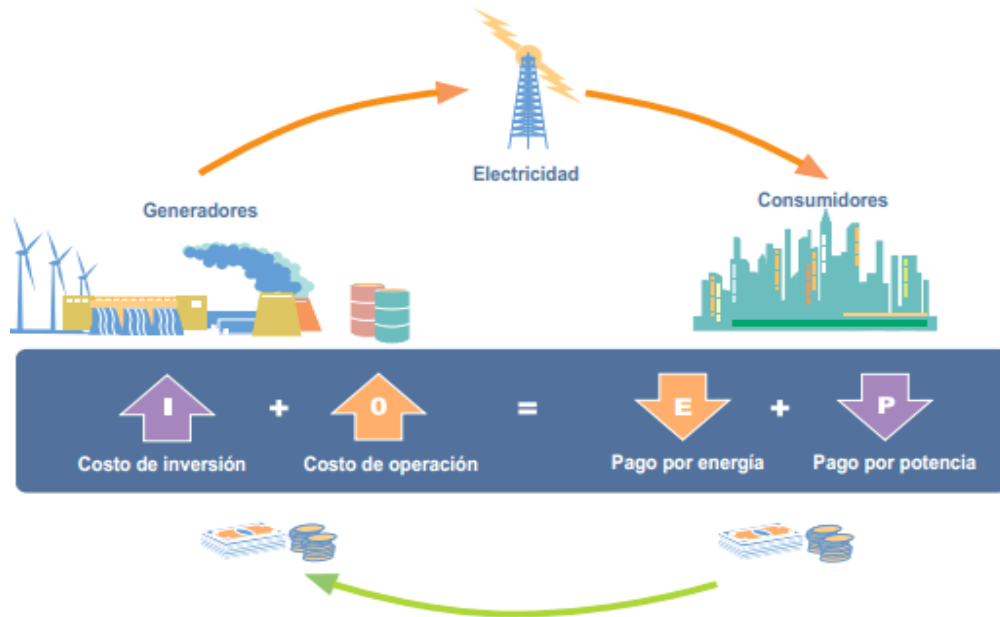 Electricidad
Generadores
Consumidores
I + O = E + P
Costo de inversión
Costo de operación
Pago por energía
Pago por potencia